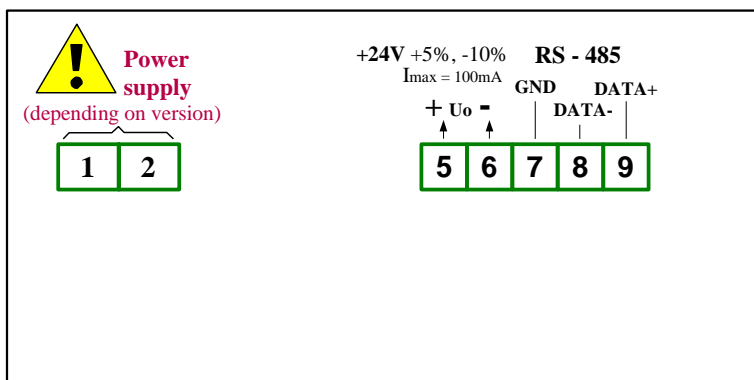 !
Power
supply
(depending on version)
1 2
+24V +5%, -10%
Imax = 100mA
+ Uo -
RS - 485
GND
DATA+
DATA-
5 6 7 8 9